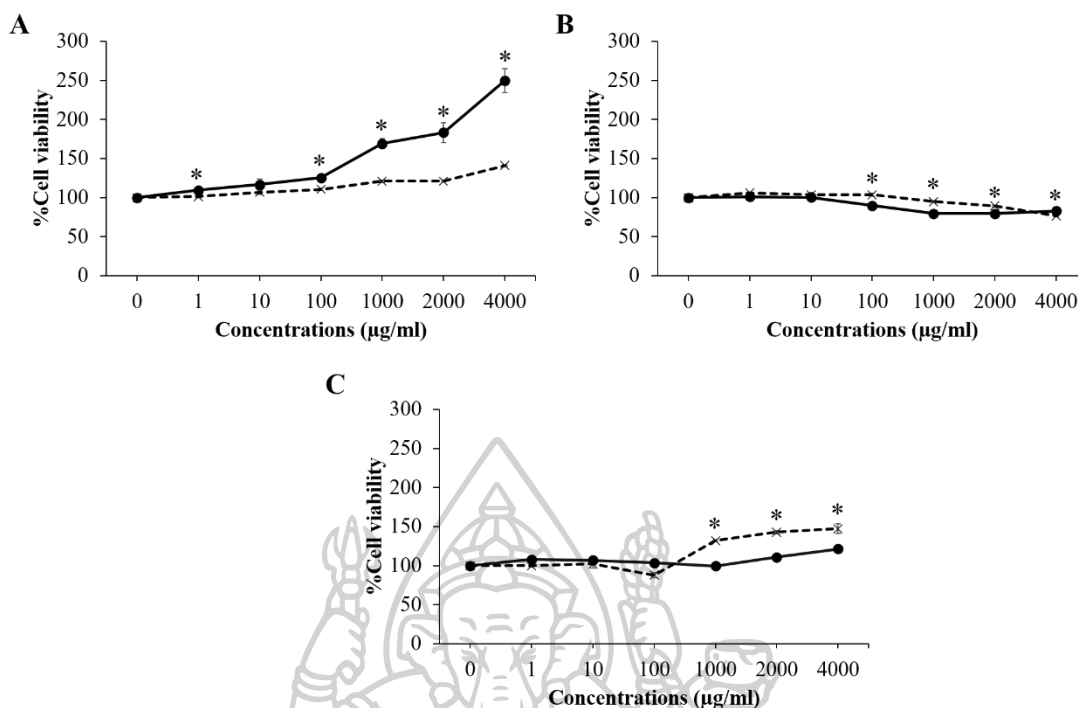 A
300
250
200
150
100
50
0
%Cell viability
* * * * *
0 1 10 100 1000 2000 4000
Concentrations (µg/ml)
B
300
250
200
150
100
50
0
%Cell viability
* * * *
0 1 10 100 1000 2000 4000
Concentrations (µg/ml)
C
300
250
200
150
100
50
0
%Cell viability
* * *
0 1 10 100 1000 2000 4000
Concentrations (µg/ml)